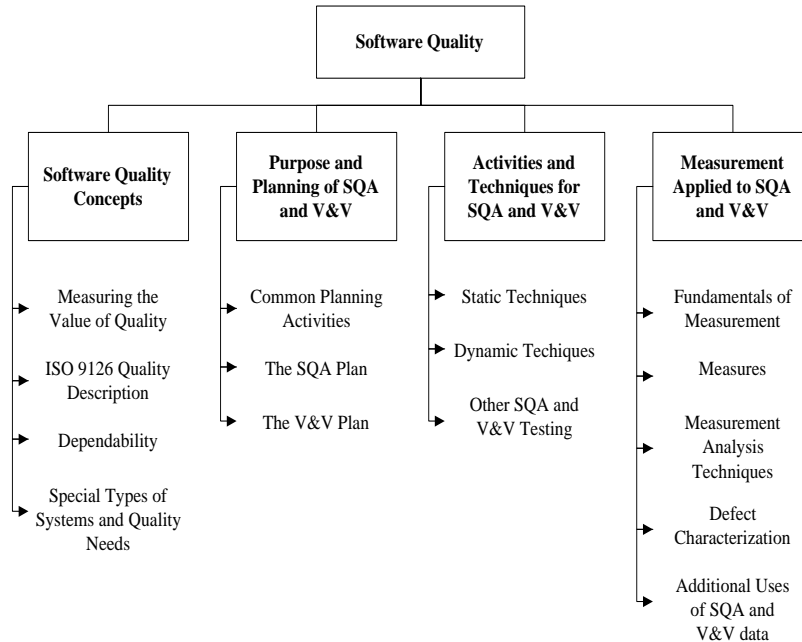 Software Quality
Software Quality
Concepts
Purpose and
Planning of SQA
and V&V
Activities and
Techniques for
SQA and V&V
Measurement
Applied to SQA
and V&V
Measuring the
Value of Quality
ISO 9126 Quality
Description
Dependability
Special Types of
Systems and Quality
Needs
Common Planning
Activities
The SQA Plan
The V&V Plan
Static Techniques
Dynamic Techiques
Other SQA and
V&V Testing
Fundamentals of
Measurement
Measures
Measurement
Analysis
Techniques
Defect
Characterization
Additional Uses
of SQA and
V&V data